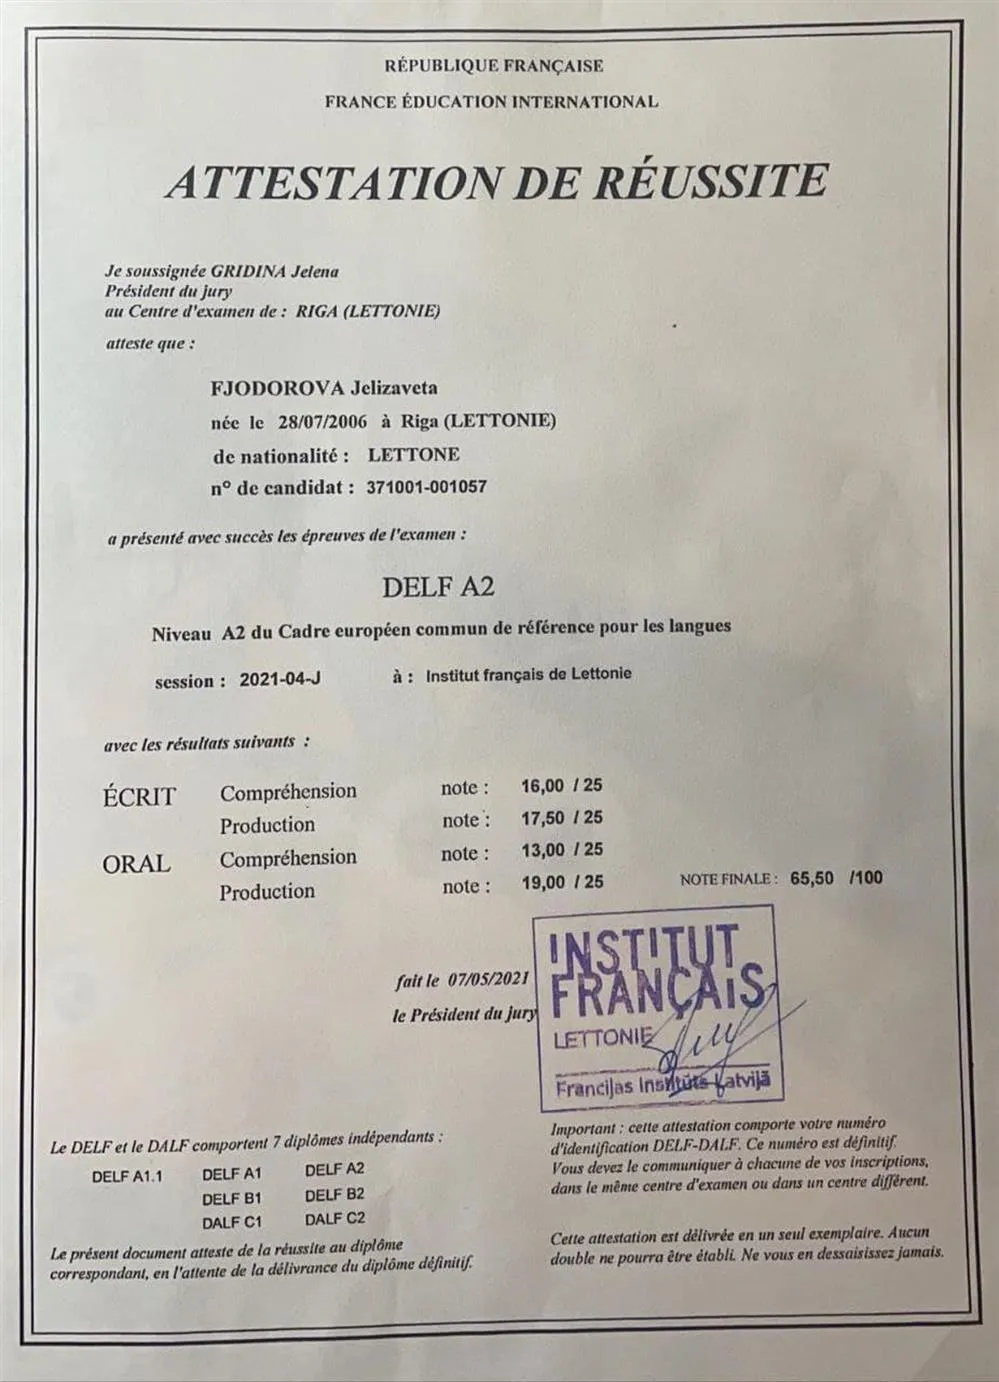 RÉPUBLIQUE FRANÇAISE
FRANCE ÉDUCATION INTERNATIONAL
ATTESTATION DE RÉUSSITE
Je soussignée GRIDINA Jelena
Président du jury
au Centre d'examen de : RIGA (LETTONIE)
atteste que :
FJODOROVA Jelizaveta
née le 28/07/2006 à Riga (LETTONIE)
de nationalité : LETTONE
n° de candidat : 371001-001057
a présenté avec succès les épreuves de l'examen :
DELF A2
Niveau A2 du Cadre européen commun de référence pour les langues
session : 2021-04-J à : Institut français de Lettonie
avec les résultats suivants :
ÉCRIT Compréhension note : 16,00 / 25
Production note : 17,50 / 25
ORAL Compréhension note : 13,00 / 25
Production note : 19,00 / 25 NOTE FINALE : 65,50 /100
fait le 07/05/2021
le Président du jury
INSTITUT
FRANÇAIS
LETTONIE
Francijas Institūts Latvijā
Le DELF et le DALF comportent 7 diplômes indépendants :
DELF A1.1 DELF A1 DELF A2
DELF B1 DELF B2
DALF C1 DALF C2
Le présent document atteste de la réussite au diplôme
correspondant, en l'attente de la délivrance du diplôme définitif.
Important : cette attestation comporte votre numéro
d'identification DELF-DALF. Ce numéro est définitif.
Vous devez le communiquer à chacune de vos inscriptions,
dans le même centre d'examen ou dans un centre différent.
Cette attestation est délivrée en un seul exemplaire. Aucun
double ne pourra être établi. Ne vous en dessaisissez jamais.